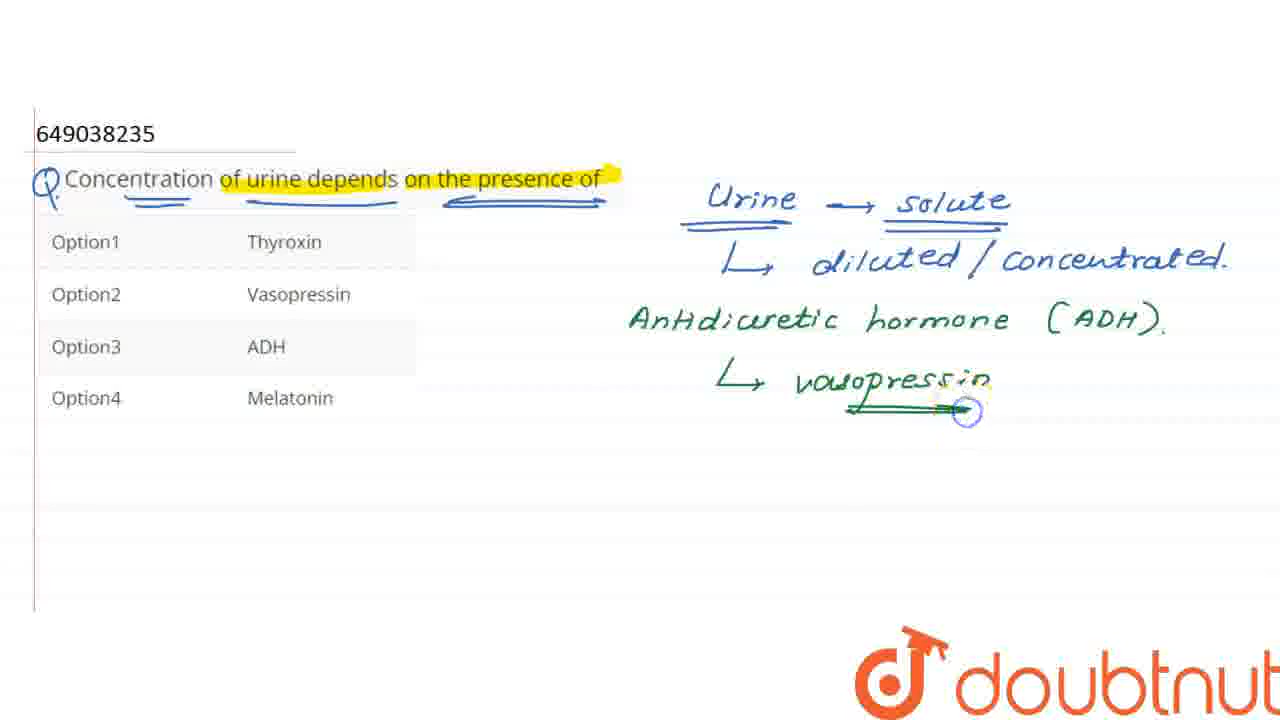 649038235
Q. Concentration of urine depends on the presence of
Option1 Thyroxin
Option2 Vasopressin
Option3 ADH
Option4 Melatonin
Urine → solute
↳ diluted / concentrated.
Antidiuretic hormone (ADH).
↳ vasopressin
doubtnut